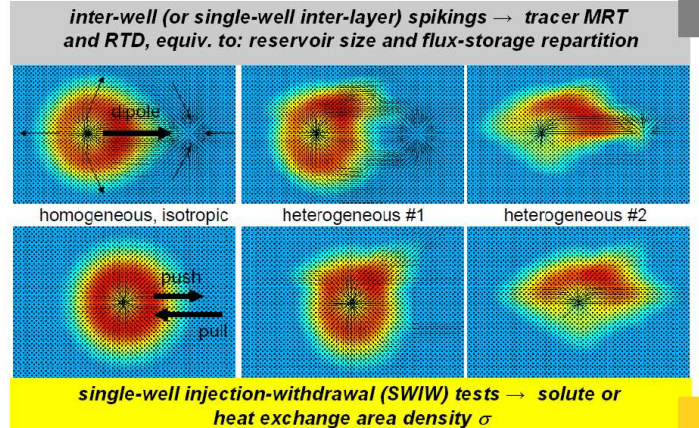 inter-well (or single-well inter-layer) spikings → tracer MRT
and RTD, equiv. to: reservoir size and flux-storage repartition
dipole
homogeneous, isotropic heterogeneous #1 heterogeneous #2
push
pull
single-well injection-withdrawal (SWIW) tests → solute or
heat exchange area density σ